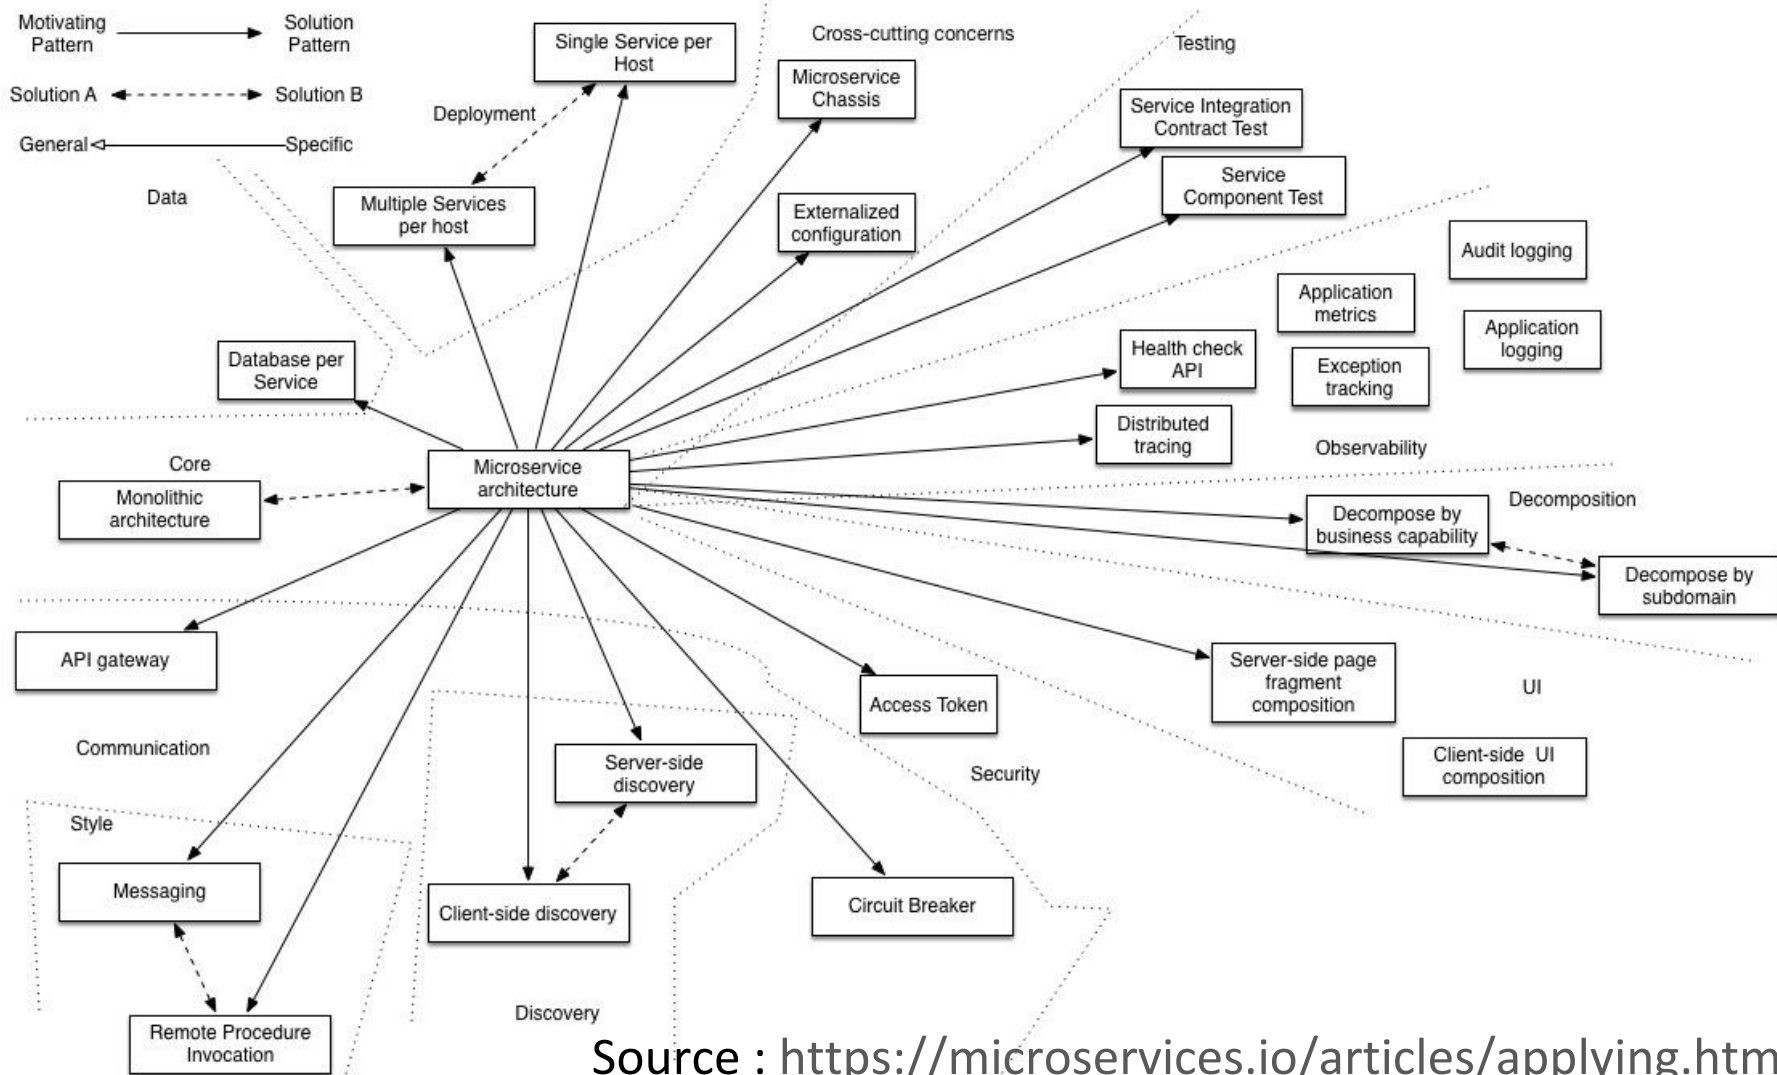 Motivating
Pattern
Solution
Pattern
Solution A
Solution B
General
Specific
Single Service per
Host
Deployment
Multiple Services
per host
Cross-cutting concerns
Microservice
Chassis
Externalized
configuration
Testing
Service Integration
Contract Test
Service
Component Test
Data
Database per
Service
Audit logging
Application
metrics
Application
logging
Health check
API
Exception
tracking
Distributed
tracing
Observability
Core
Monolithic
architecture
Microservice
architecture
Decomposition
Decompose by
business capability
Decompose by
subdomain
API gateway
Communication
Access Token
Security
Server-side page
fragment
composition
UI
Client-side UI
composition
Server-side
discovery
Client-side discovery
Discovery
Circuit Breaker
Style
Messaging
Remote Procedure
Invocation
Source : https://microservices.io/articles/applying.htm